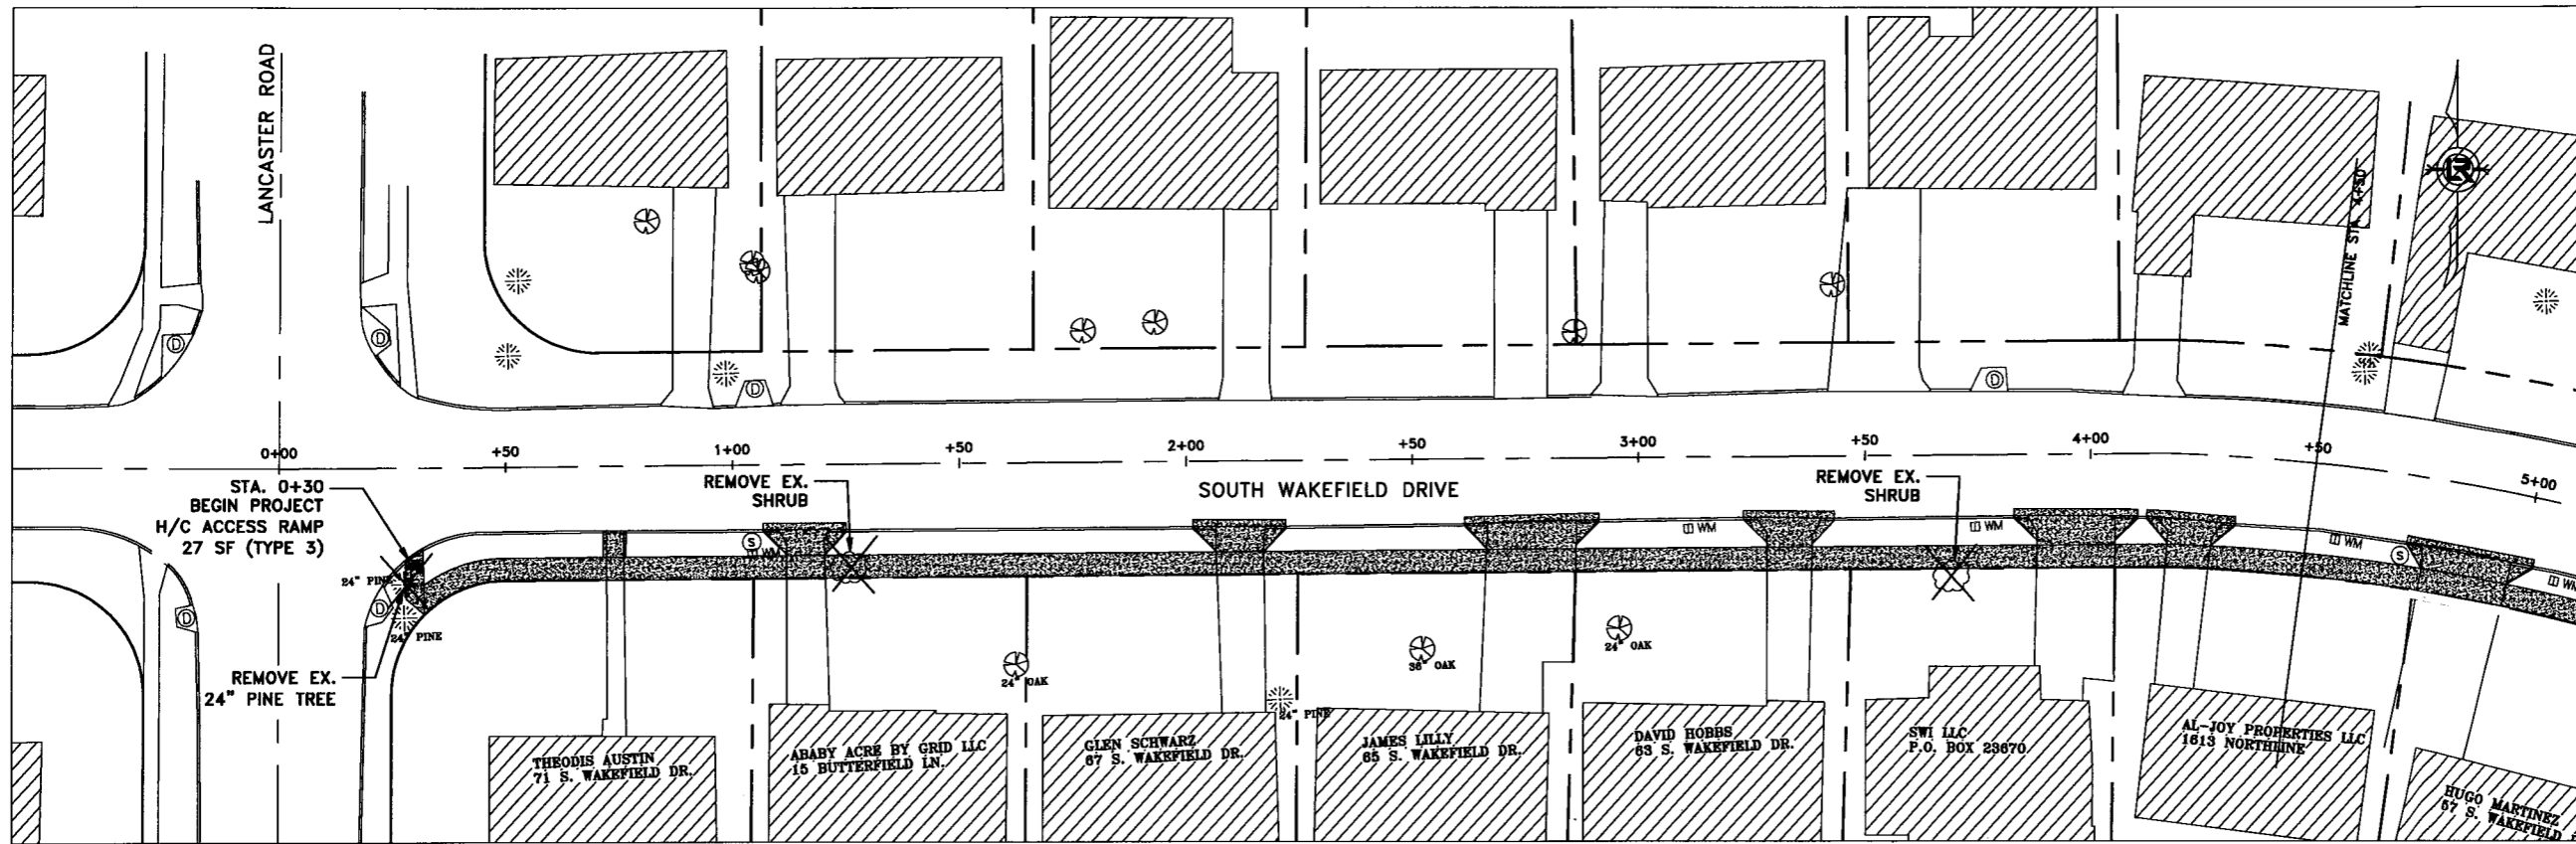 LANCASTER ROAD
MATCHLINE STA. 4+50
LR
D
D
D
D
0+00
+50
1+00
+50
2+00
+50
3+00
+50
4+00
+50
5+00
STA. 0+30
BEGIN PROJECT
H/C ACCESS RAMP
27 SF (TYPE 3)
REMOVE EX.
SHRUB
SOUTH WAKEFIELD DRIVE
REMOVE EX.
SHRUB
S
WM
WM
WM
WM
S
WM
24" PINE
D
D
24" PINE
REMOVE EX.
24" PINE TREE
24" OAK
24" PINE
36" OAK
24" OAK
THEODIS AUSTIN
71 S. WAKEFIELD DR.
ABABY ACRE BY GRID LLC
15 BUTTERFIELD LN.
GLEN SCHWARZ
67 S. WAKEFIELD DR.
JAMES LILLY
65 S. WAKEFIELD DR.
DAVID HOBBS
63 S. WAKEFIELD DR.
SWI LLC
P.O. BOX 23670
AL-JOY PROPERTIES LLC
1613 NORTHLINE
HUGO MARTINEZ
57 S. WAKEFIELD